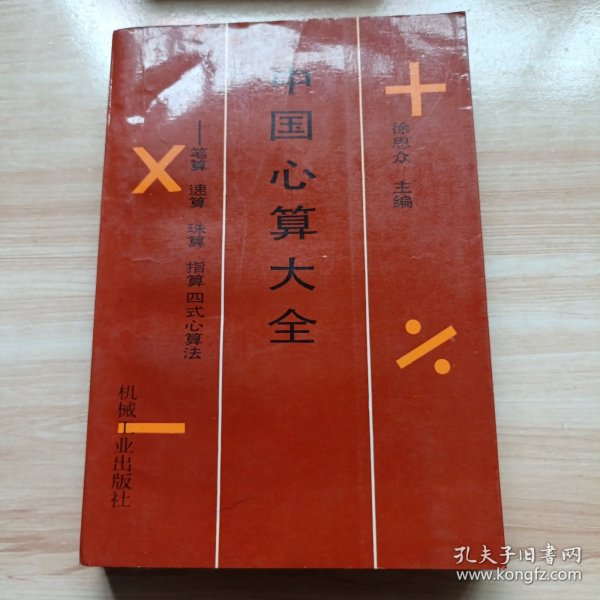 中国心算大全
徐思众 主编
——笔算 速算 珠算 指算四式心算法
机械工业出版社
孔夫子旧书网
www.kongfz.com